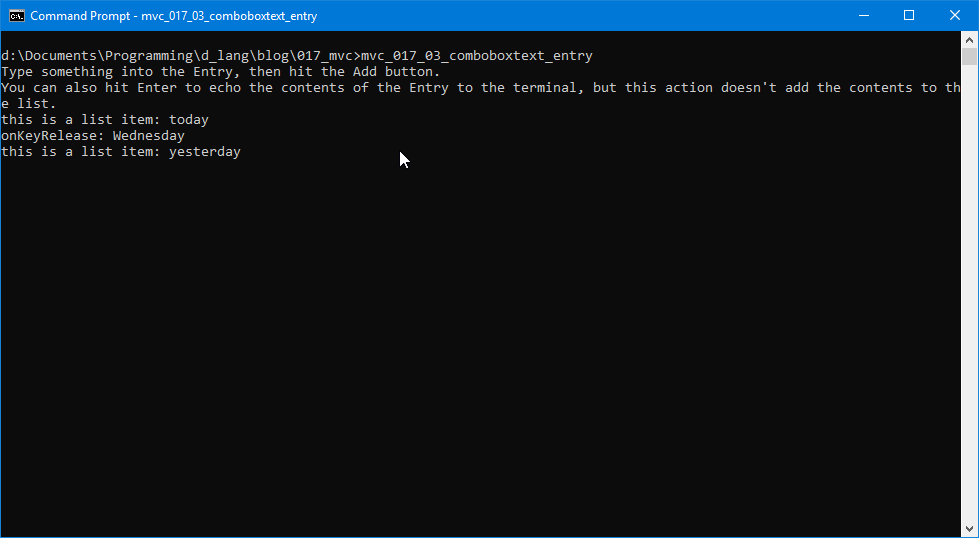 Command Prompt - mvc_017_03_comboboxtext_entry
d:\Documents\Programming\d_lang\blog\017_mvc>mvc_017_03_comboboxtext_entry
Type something into the Entry, then hit the Add button.
You can also hit Enter to echo the contents of the Entry to the terminal, but this action doesn't add the contents to th
e list.
this is a list item: today
onKeyRelease: Wednesday
this is a list item: yesterday